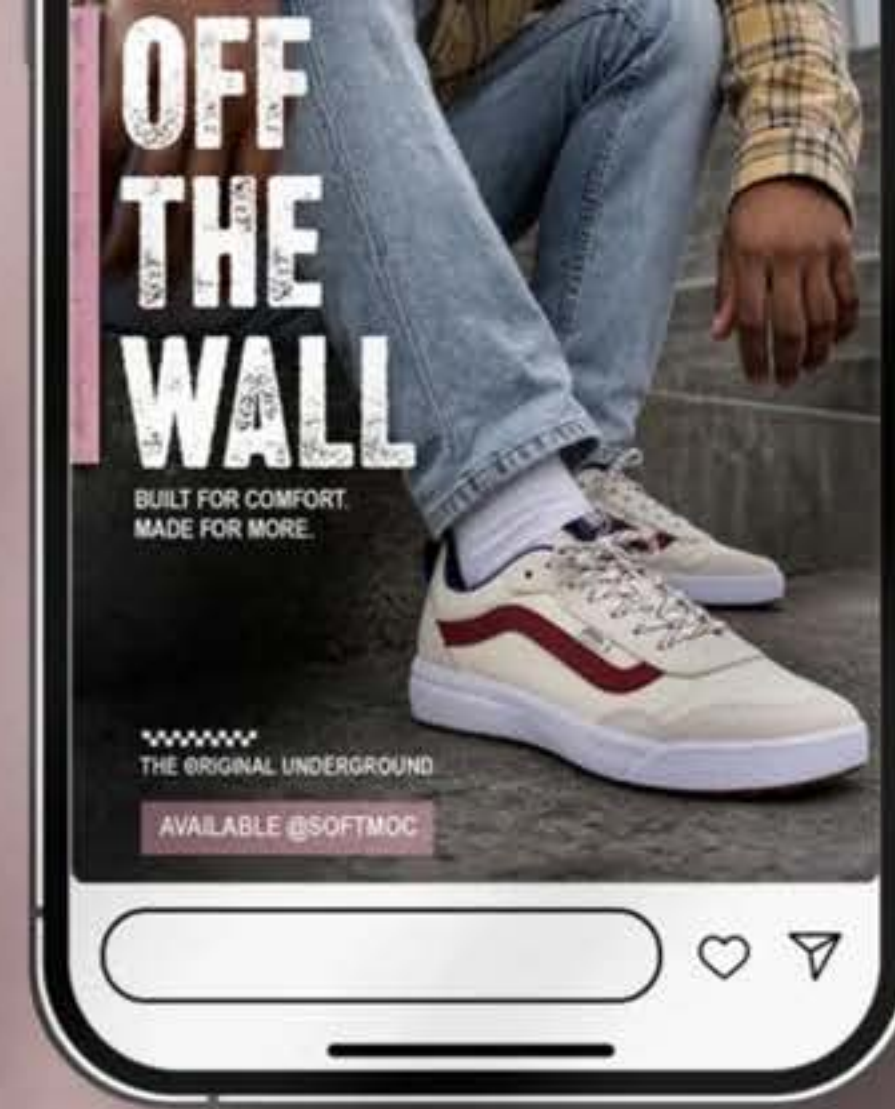 OFF
THE
WALL
BUILT FOR COMFORT.
MADE FOR MORE.
THE ORIGINAL UNDERGROUND
AVAILABLE @SOFTMOC